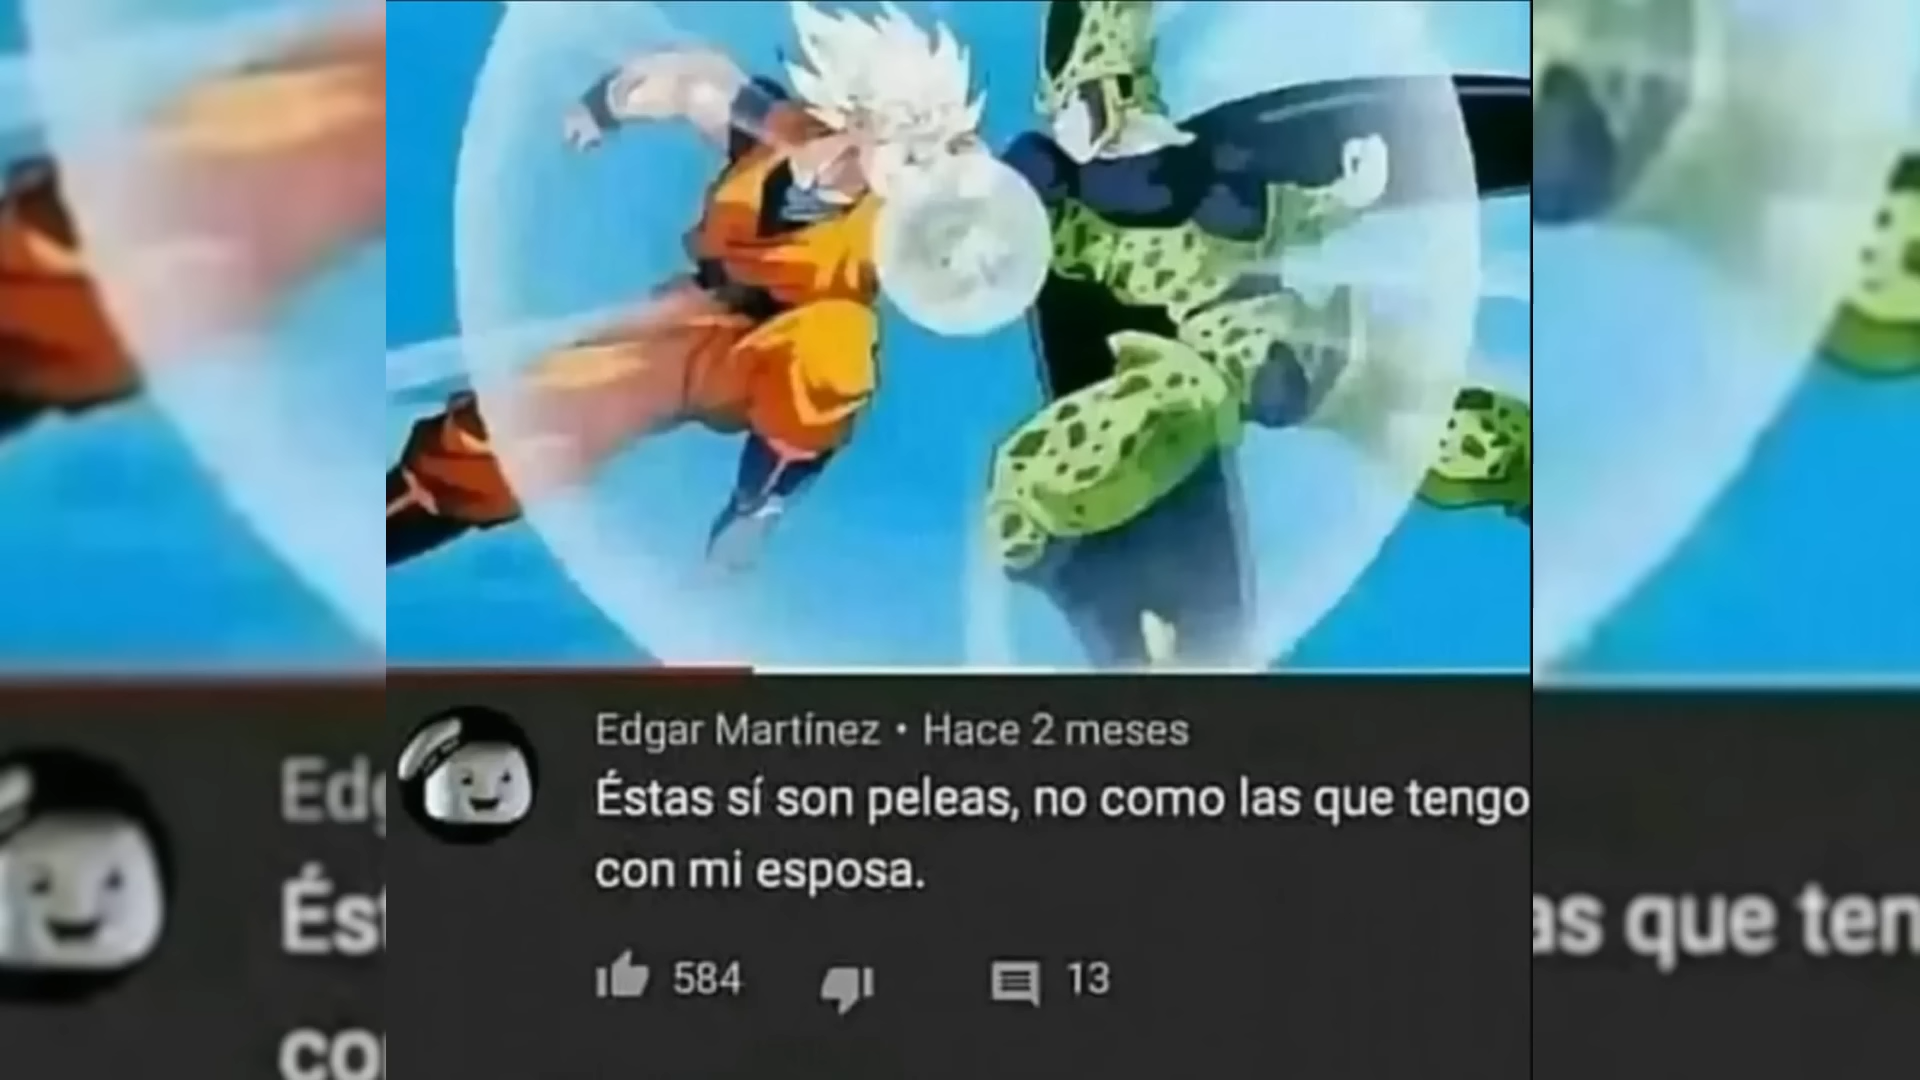 Edgar Martínez • Hace 2 meses
Éstas sí son peleas, no como las que tengo
con mi esposa.
584 13